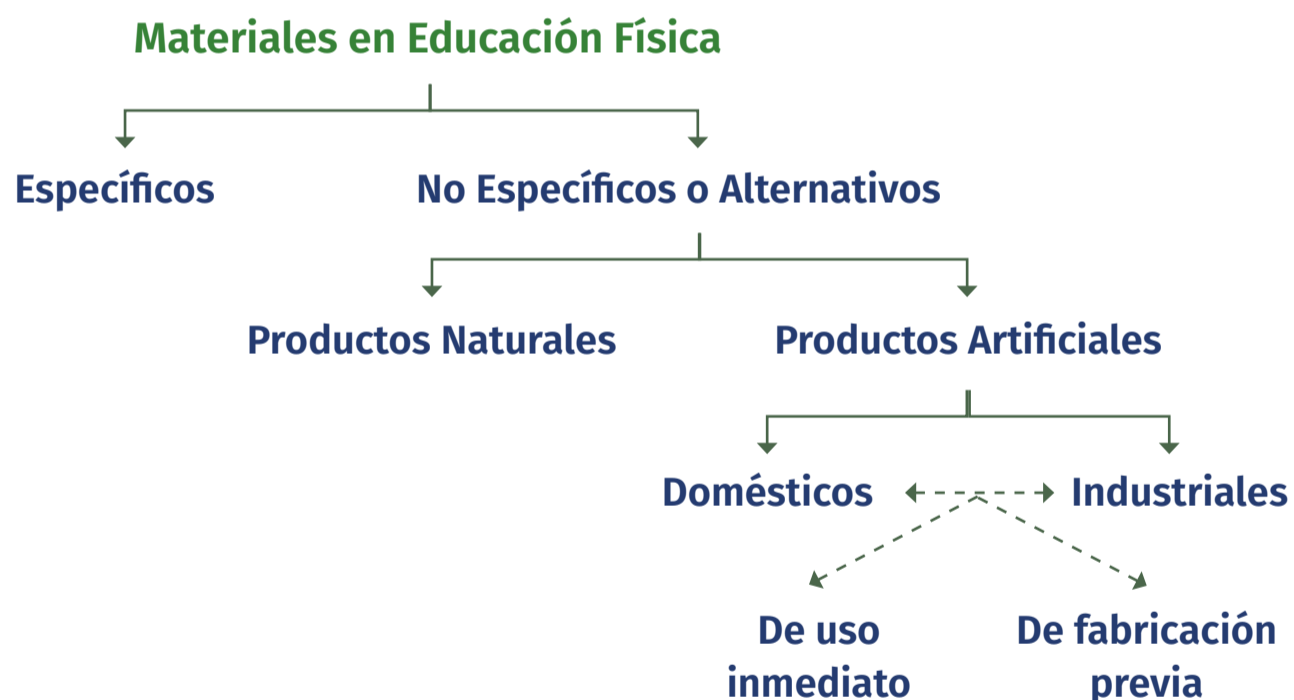 Materiales en Educación Física
Específicos
No Específicos o Alternativos
Productos Naturales
Productos Artificiales
Domésticos
Industriales
De uso
inmediato
De fabricación
previa